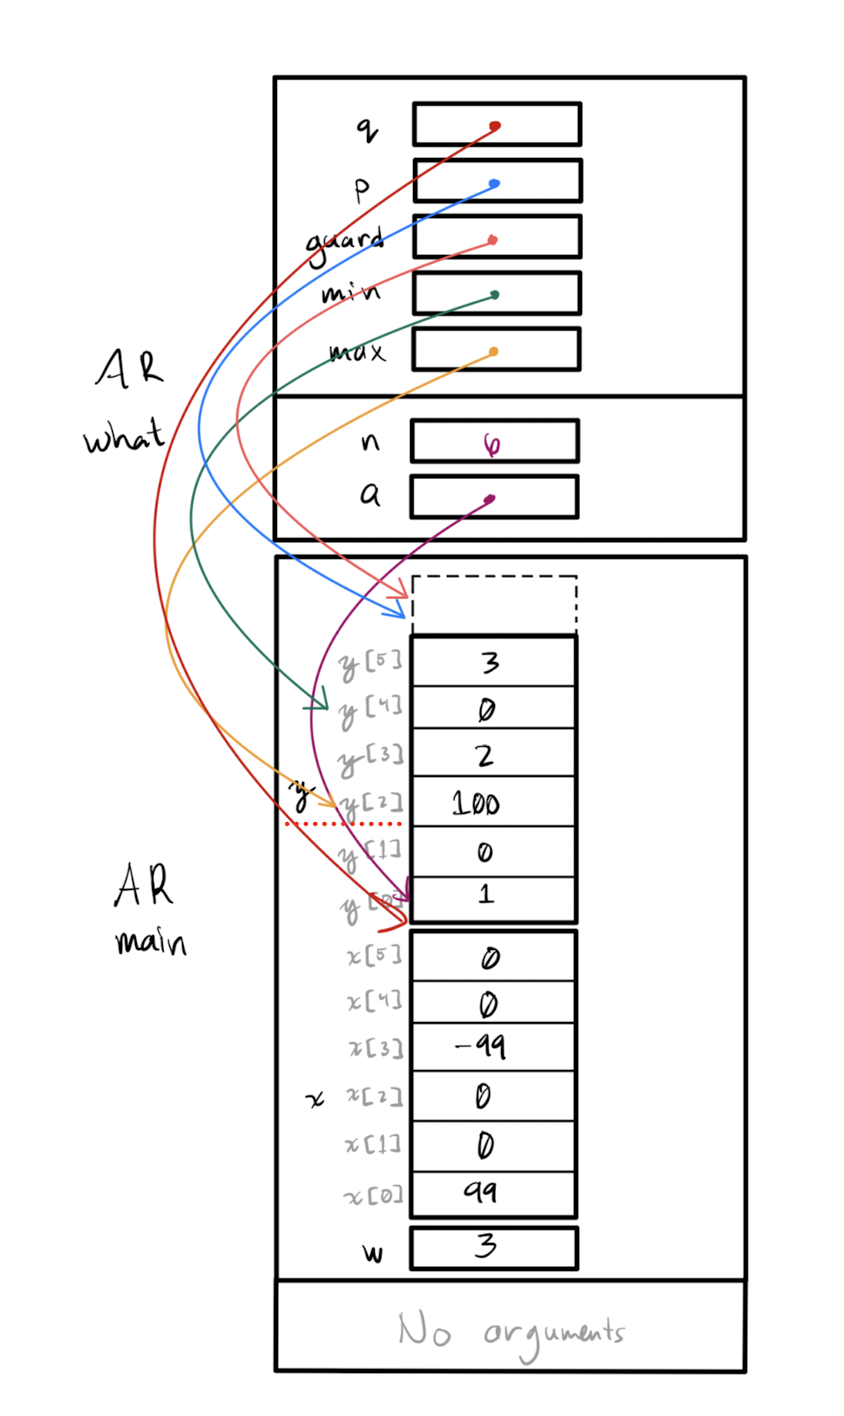 q
p
guard
min
max
AR
what
n 6
a
y[5] 3
y[4] 0
y[3] 2
y
y[2] 100
y[1] 0
y[0] 1
AR
main
x[5] 0
x[4] 0
x[3] -99
x x[2] 0
x[1] 0
x[0] 99
w 3
No arguments